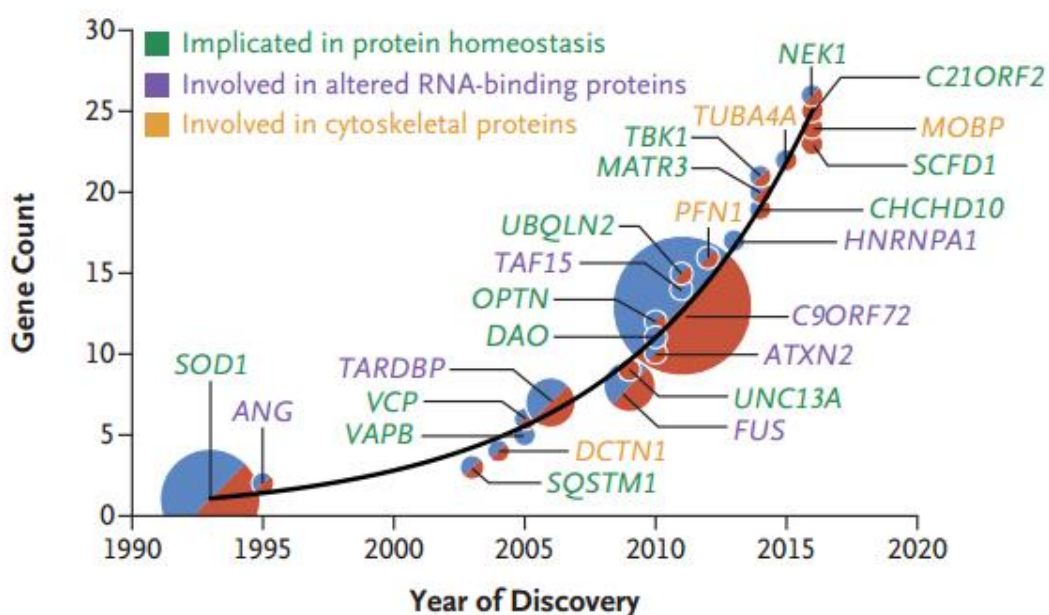 30
25
20
15
10
5
0
Gene Count
Implicated in protein homeostasis
Involved in altered RNA-binding proteins
Involved in cytoskeletal proteins
NEK1
C21ORF2
TUBA4A
MOBP
TBK1
MATR3
SCFD1
PFN1
CHCHD10
UBQLN2
HNRNPA1
TAF15
OPTN
C9ORF72
DAO
ATXN2
SOD1
TARDBP
UNC13A
ANG
VCP
FUS
VAPB
DCTN1
SQSTM1
1990 1995 2000 2005 2010 2015 2020
Year of Discovery